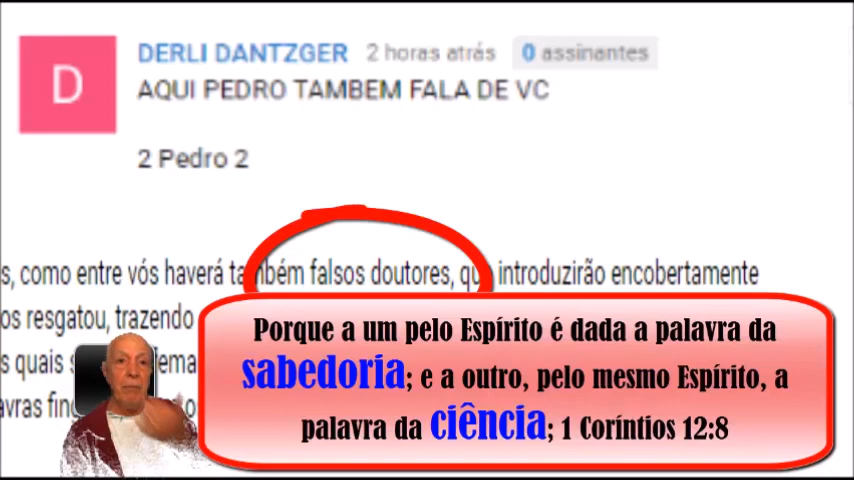 D
DERLI DANTZGER 2 horas atrás 0 assinantes
AQUI PEDRO TAMBEM FALA DE VC
2 Pedro 2
s, como entre vós haverá também falsos doutores, que introduzirão encobertamente
os resgatou, trazendo
s quais
Porque a um pelo Espírito é dada a palavra da
sabedoria; e a outro, pelo mesmo Espírito, a
palavra da ciência; 1 Coríntios 12:8